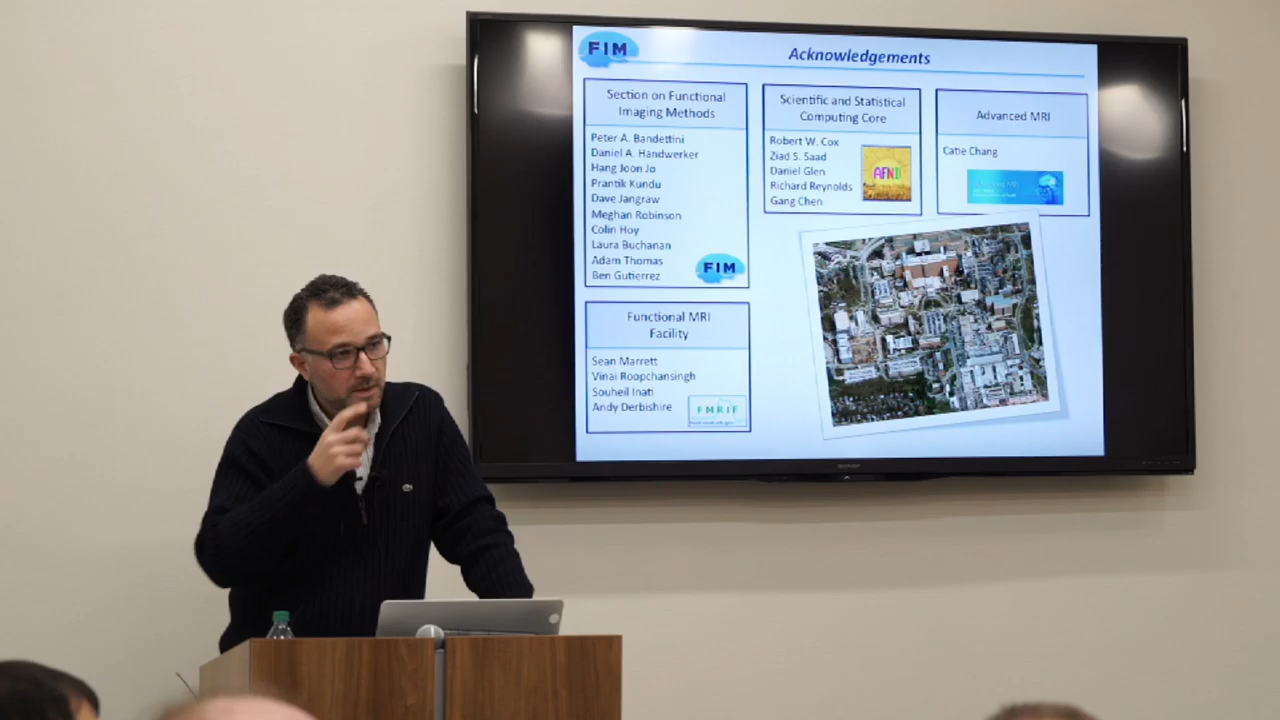 FIM
Acknowledgements
Section on Functional
Imaging Methods
Peter A. Bandettini
Daniel A. Handwerker
Hang Joon Jo
Prantik Kundu
Dave Jangraw
Meghan Robinson
Colin Hoy
Laura Buchanan
Adam Thomas
Ben Gutierrez
FIM
Scientific and Statistical
Computing Core
Robert W. Cox
Ziad S. Saad
Daniel Glen
Richard Reynolds
Gang Chen
AFNI
Advanced MRI
Catie Chang
Functional MRI
Facility
Sean Marrett
Vinai Roopchansingh
Souheil Inati
Andy Derbishire
FMRIF
SHARP